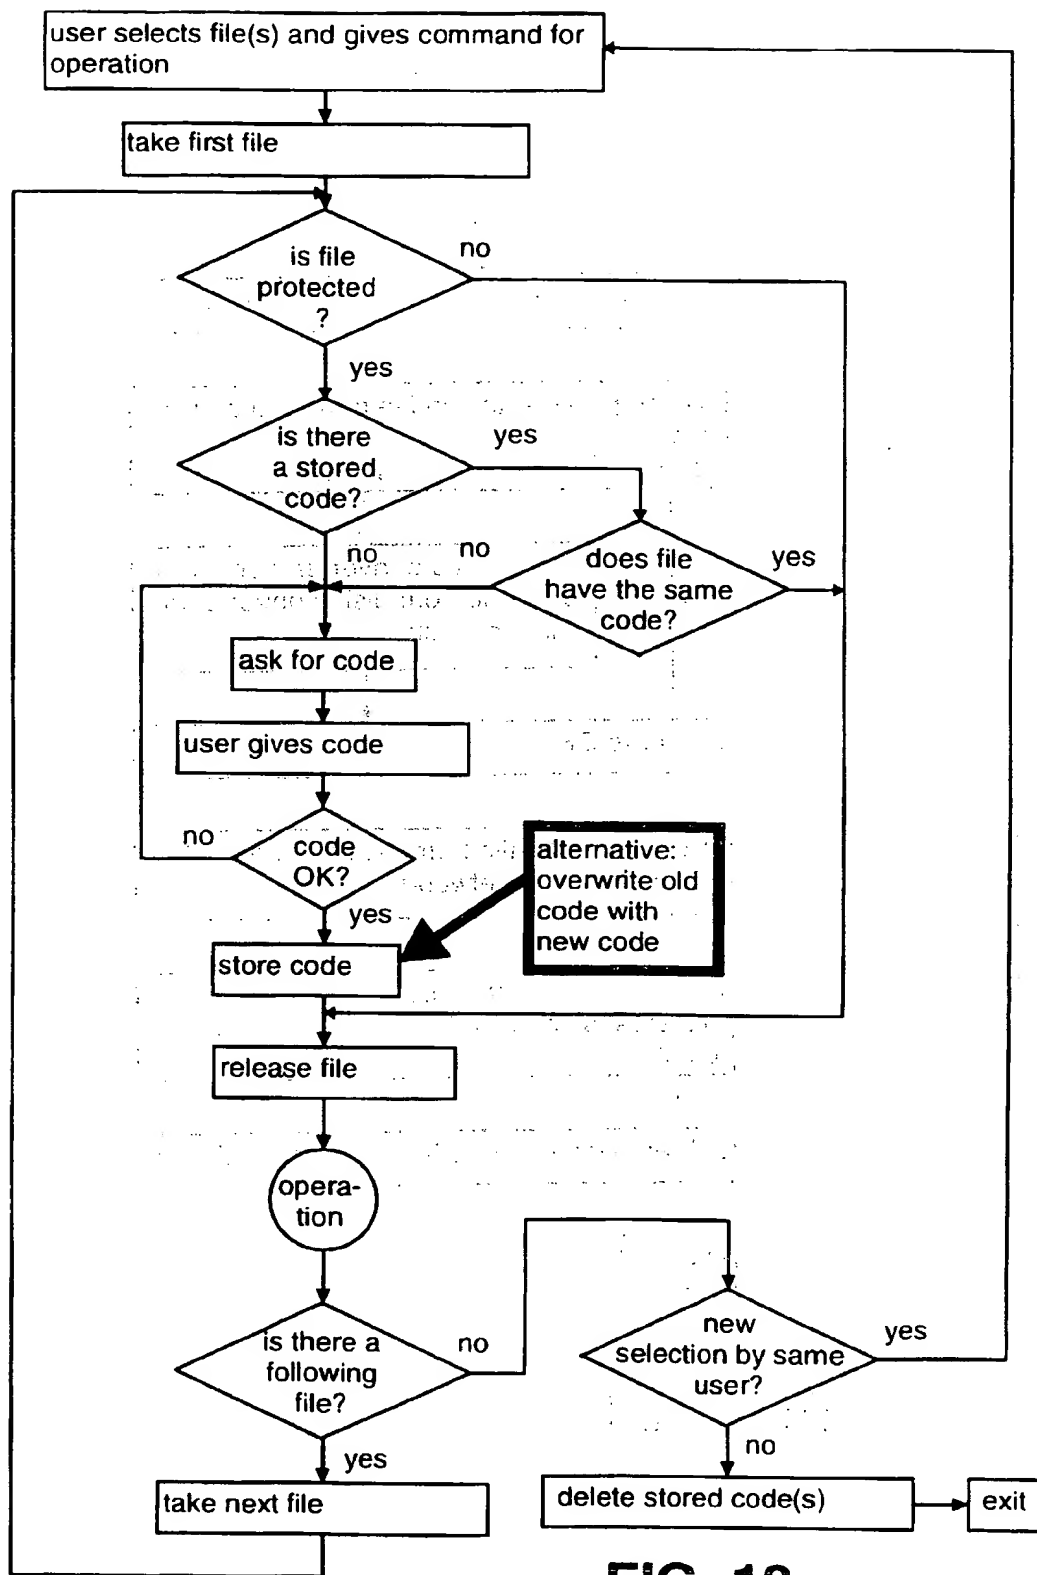 user selects file(s) and gives command for
operation
take first file
is file
protected
?
no
yes
is there
a stored
code?
yes
no
no
does file
have the same
code?
yes
ask for code
user gives code
no
code
OK?
yes
alternative:
overwrite old
code with
new code
store code
release file
opera-
tion
is there a
following
file?
no
new
selection by same
user?
yes
yes
no
take next file
delete stored code(s)
exit